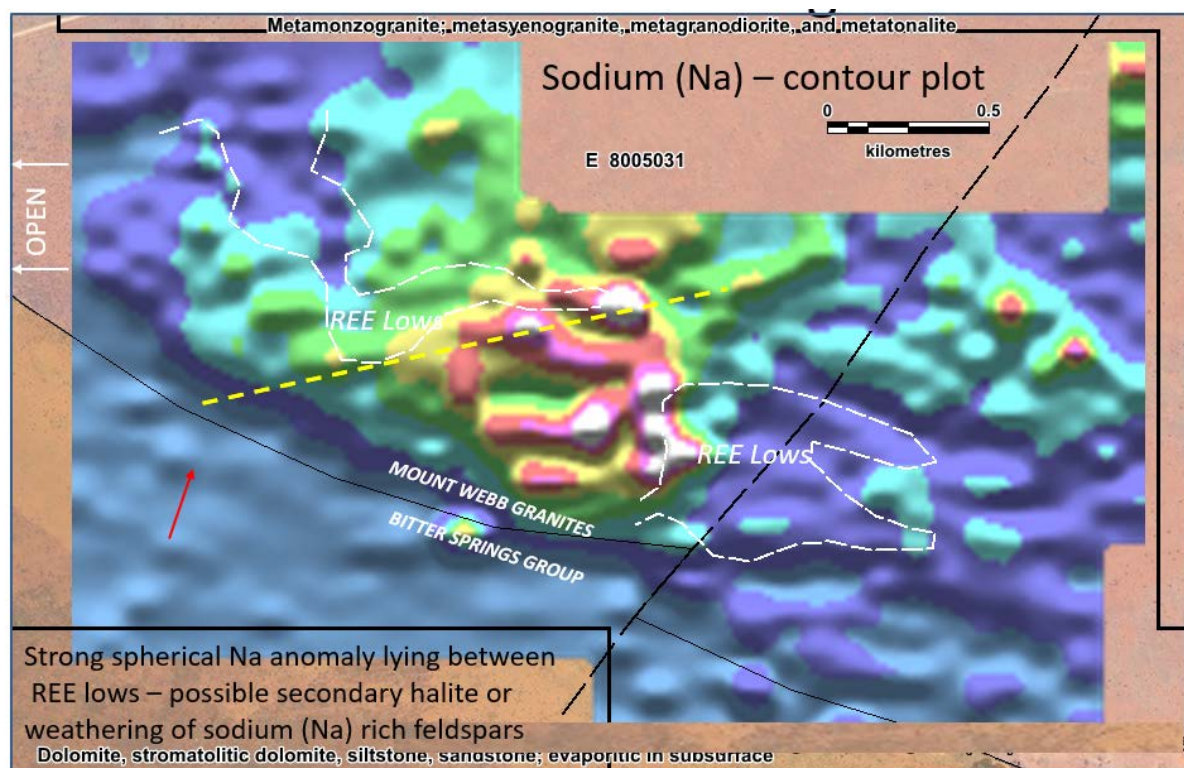 Metamonzogranite; metasyenogranite, metagranodiorite, and metatonalite
Sodium (Na) – contour plot
0 0.5
kilometres
E 8005031
OPEN
REE Lows
REE Lows
MOUNT WEBB GRANITES
BITTER SPRINGS GROUP
Strong spherical Na anomaly lying between
REE lows – possible secondary halite or
weathering of sodium (Na) rich feldspars
Dolomite, stromatolitic dolomite, siltstone, sandstone; evaporitic in subsurface